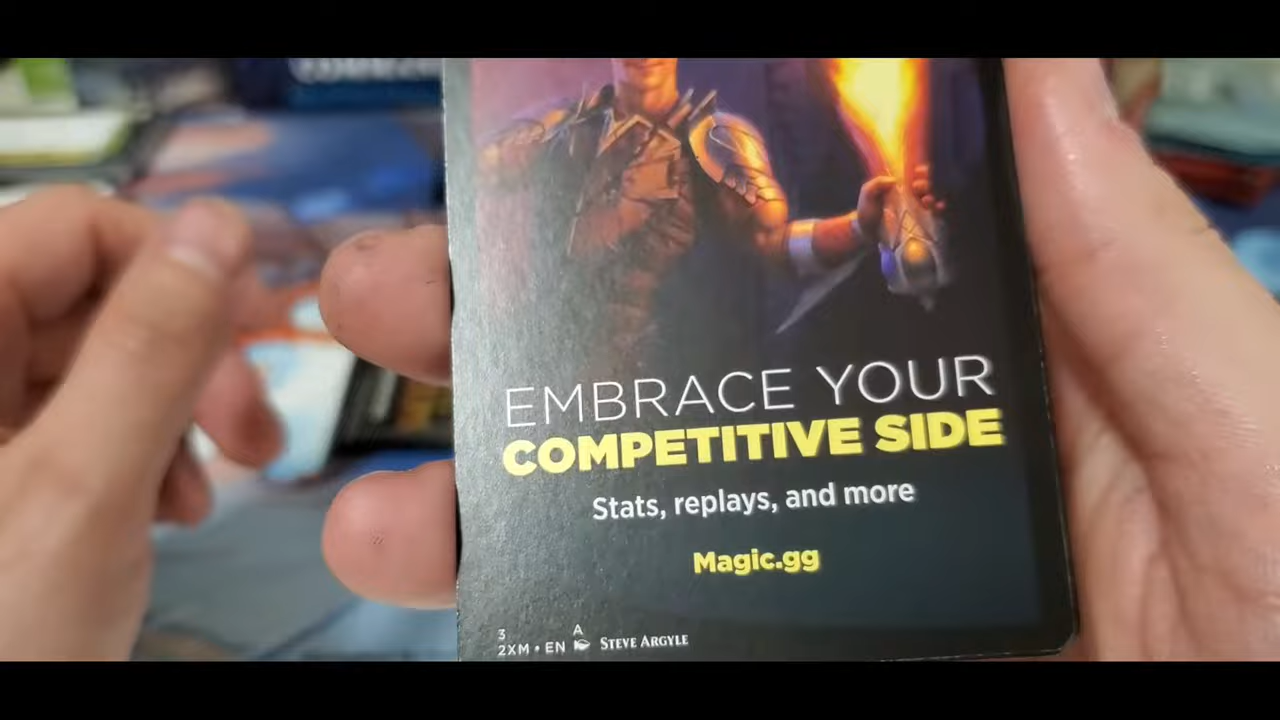 EMBRACE YOUR
COMPETITIVE SIDE
Stats, replays, and more
Magic.gg
3 A
2XM • EN STEVE ARGYLE